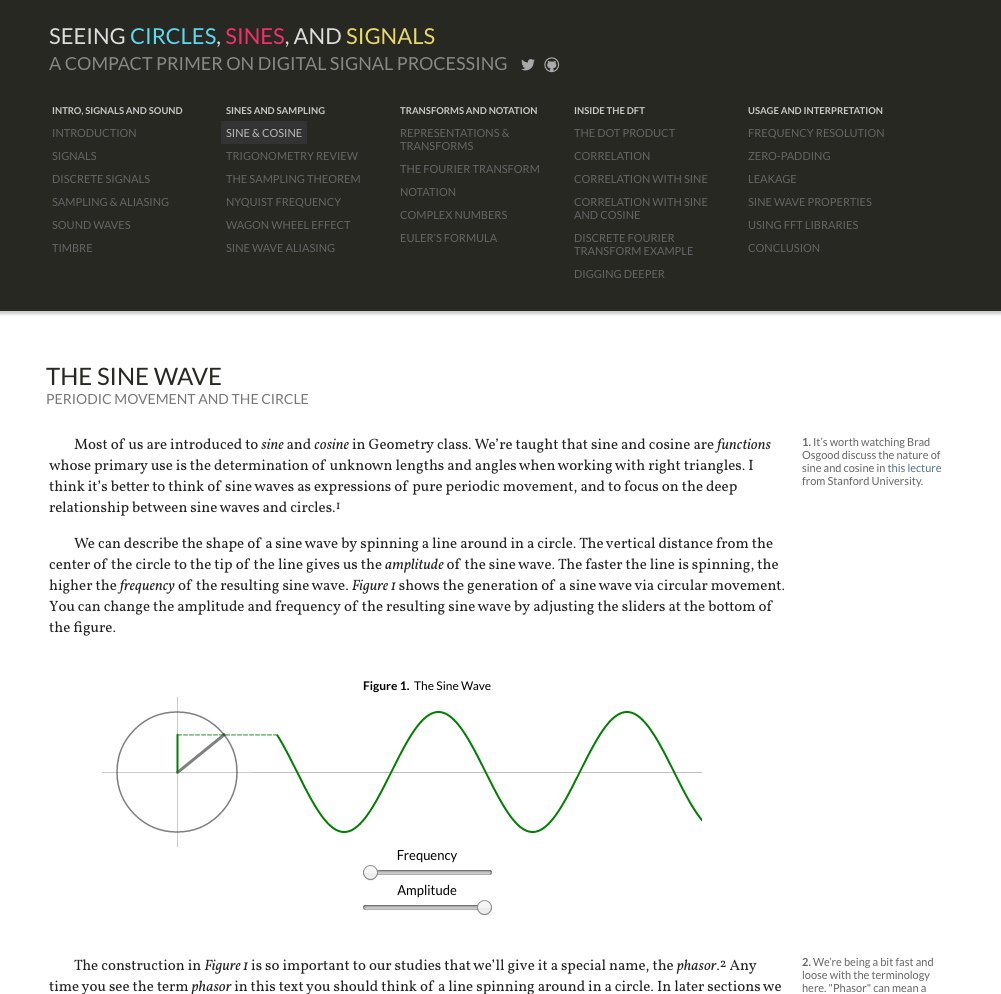 SEEING CIRCLES, SINES, AND SIGNALS
A COMPACT PRIMER ON DIGITAL SIGNAL PROCESSING
INTRO, SIGNALS AND SOUND
INTRODUCTION
SIGNALS
DISCRETE SIGNALS
SAMPLING & ALIASING
SOUND WAVES
TIMBRE
SINES AND SAMPLING
SINE & COSINE
TRIGONOMETRY REVIEW
THE SAMPLING THEOREM
NYQUIST FREQUENCY
WAGON WHEEL EFFECT
SINE WAVE ALIASING
TRANSFORMS AND NOTATION
REPRESENTATIONS &
TRANSFORMS
THE FOURIER TRANSFORM
NOTATION
COMPLEX NUMBERS
EULER'S FORMULA
INSIDE THE DFT
THE DOT PRODUCT
CORRELATION
CORRELATION WITH SINE
CORRELATION WITH SINE
AND COSINE
DISCRETE FOURIER
TRANSFORM EXAMPLE
DIGGING DEEPER
USAGE AND INTERPRETATION
FREQUENCY RESOLUTION
ZERO-PADDING
LEAKAGE
SINE WAVE PROPERTIES
USING FFT LIBRARIES
CONCLUSION
THE SINE WAVE
PERIODIC MOVEMENT AND THE CIRCLE
Most of us are introduced to sine and cosine in Geometry class. We're taught that sine and cosine are functions
whose primary use is the determination of unknown lengths and angles when working with right triangles. I
think it's better to think of sine waves as expressions of pure periodic movement, and to focus on the deep
relationship between sine waves and circles.¹
1. It's worth watching Brad
Osgood discuss the nature of
sine and cosine in this lecture
from Stanford University.
We can describe the shape of a sine wave by spinning a line around in a circle. The vertical distance from the
center of the circle to the tip of the line gives us the amplitude of the sine wave. The faster the line is spinning, the
higher the frequency of the resulting sine wave. Figure 1 shows the generation of a sine wave via circular movement.
You can change the amplitude and frequency of the resulting sine wave by adjusting the sliders at the bottom of
the figure.
Figure 1. The Sine Wave
Frequency
Amplitude
The construction in Figure 1 is so important to our studies that we'll give it a special name, the phasor.² Any
time you see the term phasor in this text you should think of a line spinning around in a circle. In later sections we
2. We're being a bit fast and
loose with the terminology
here. "Phasor" can mean a